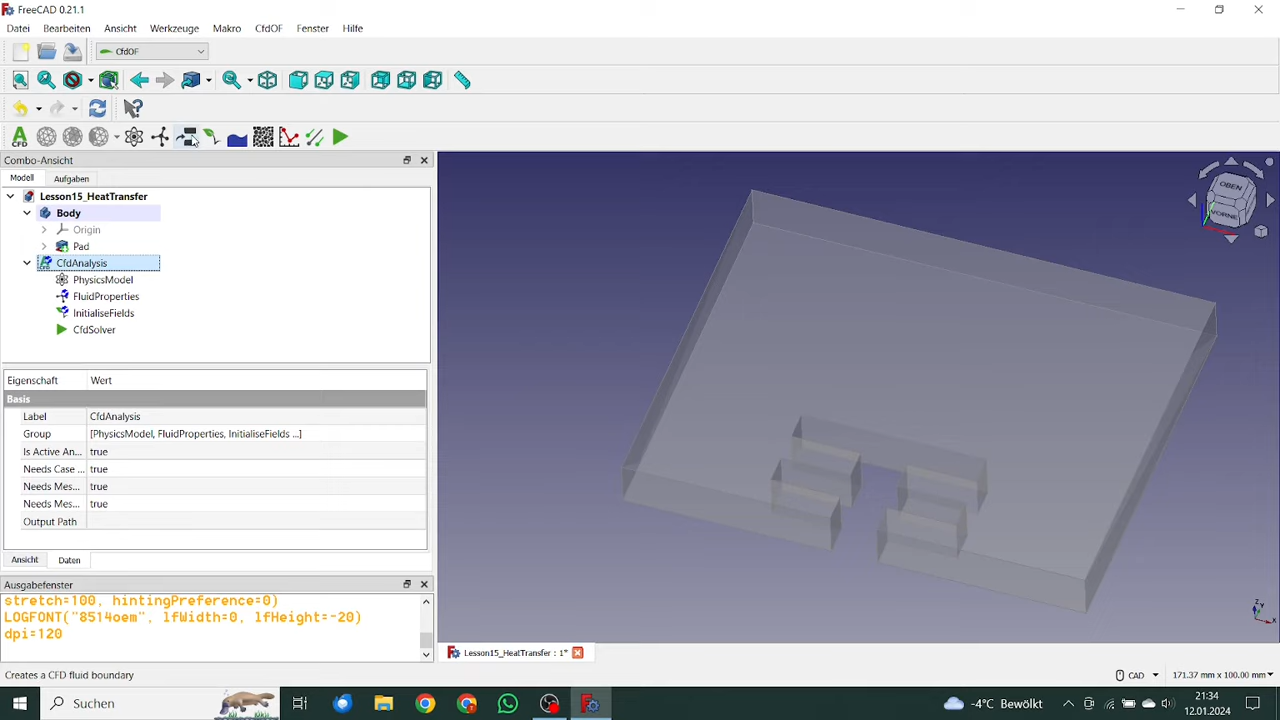 FreeCAD 0.21.1
Datei Bearbeiten Ansicht Werkzeuge Makro CfdOF Fenster Hilfe
CfdOF
CFD
Combo-Ansicht
Modell Aufgaben
Lesson15_HeatTransfer
Body
Origin
Pad
CfdAnalysis
PhysicsModel
FluidProperties
InitialiseFields
CfdSolver
Eigenschaft Wert
Basis
Label CfdAnalysis
Group [PhysicsModel, FluidProperties, InitialiseFields ...]
Is Active An... true
Needs Case ... true
Needs Mes... true
Needs Mes... true
Output Path
Ansicht Daten
Ausgabefenster
stretch=100, hintingPreference=0)
LOGFONT("8514oem", lfWidth=0, lfHeight=-20)
dpi=120
OBEN
VORNE
Z
X
Lesson15_HeatTransfer : 1*
Creates a CFD fluid boundary
CAD
171.37 mm x 100.00 mm
Suchen
-4°C Bewölkt
21:34
12.01.2024